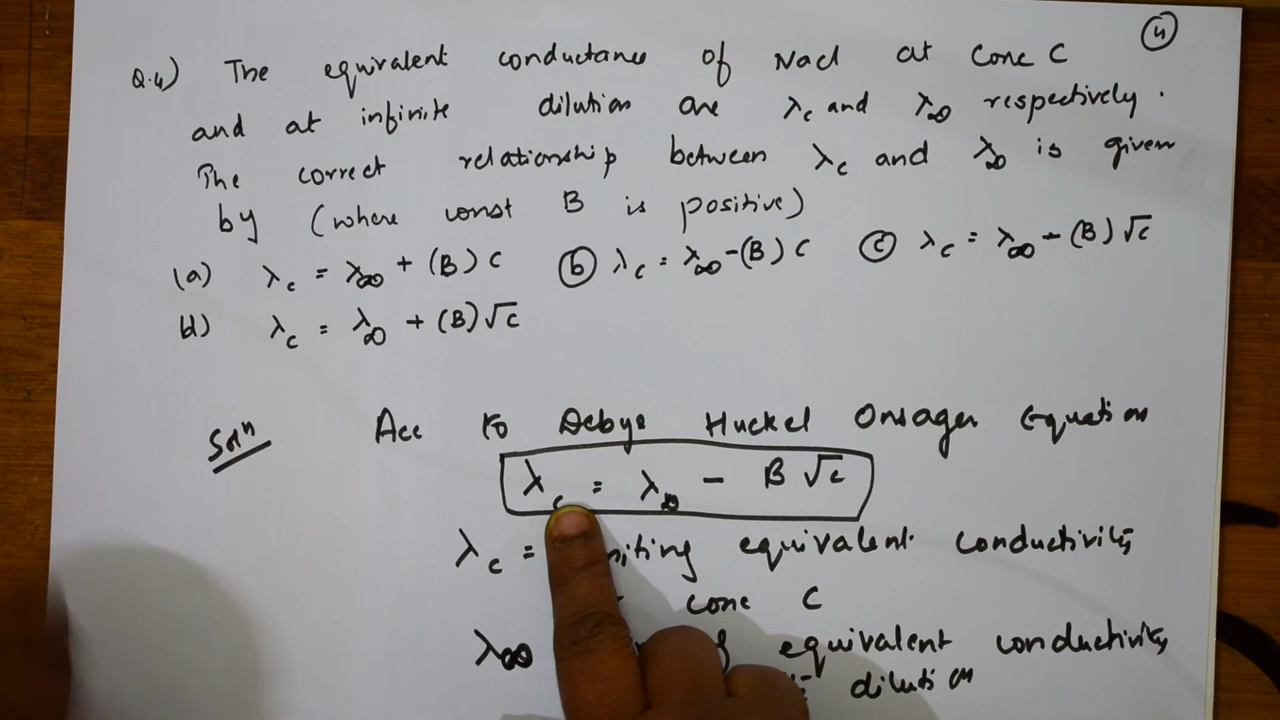 4
Q.4) The equivalent conductance of Nacl at Conc C
and at infinite dilution are λc and λ∞ respectively.
The correct relationship between λc and λ∞ is given
by (where const B is positive)
(a) λc = λ∞ + (B) C (b) λc = λ∞ -(B) C (c) λc = λ∞ - (B) √c
(d) λc = λ∞ + (B) √c
Soln Acc to Debye Huckel Onsager Equation
λc = λ∞ - B √c
λc = equivalent conductivity
conc C
λ∞ equivalent conductivity
dilution